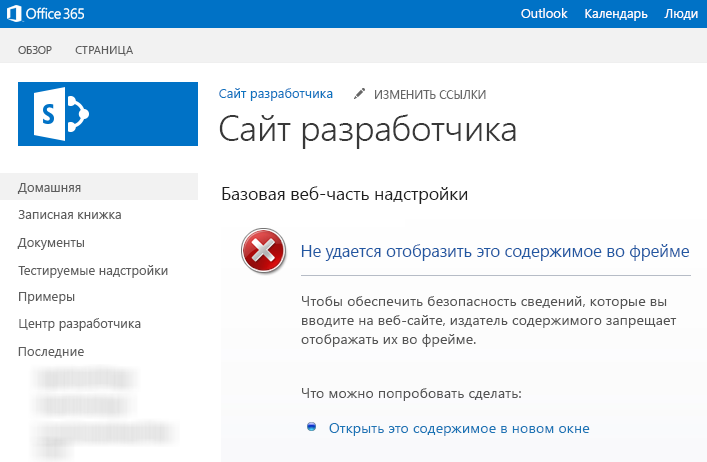 Office 365 Outlook Календарь Люди
ОБЗОР СТРАНИЦА
Сайт разработчика ИЗМЕНИТЬ ССЫЛКИ
S
Сайт разработчика
Домашняя
Записная книжка
Документы
Тестируемые надстройки
Примеры
Центр разработчика
Последние
Базовая веб-часть надстройки
Не удается отобразить это содержимое во фрейме
Чтобы обеспечить безопасность сведений, которые вы
вводите на веб-сайте, издатель содержимого запрещает
отображать их во фрейме.
Что можно попробовать сделать:
Открыть это содержимое в новом окне